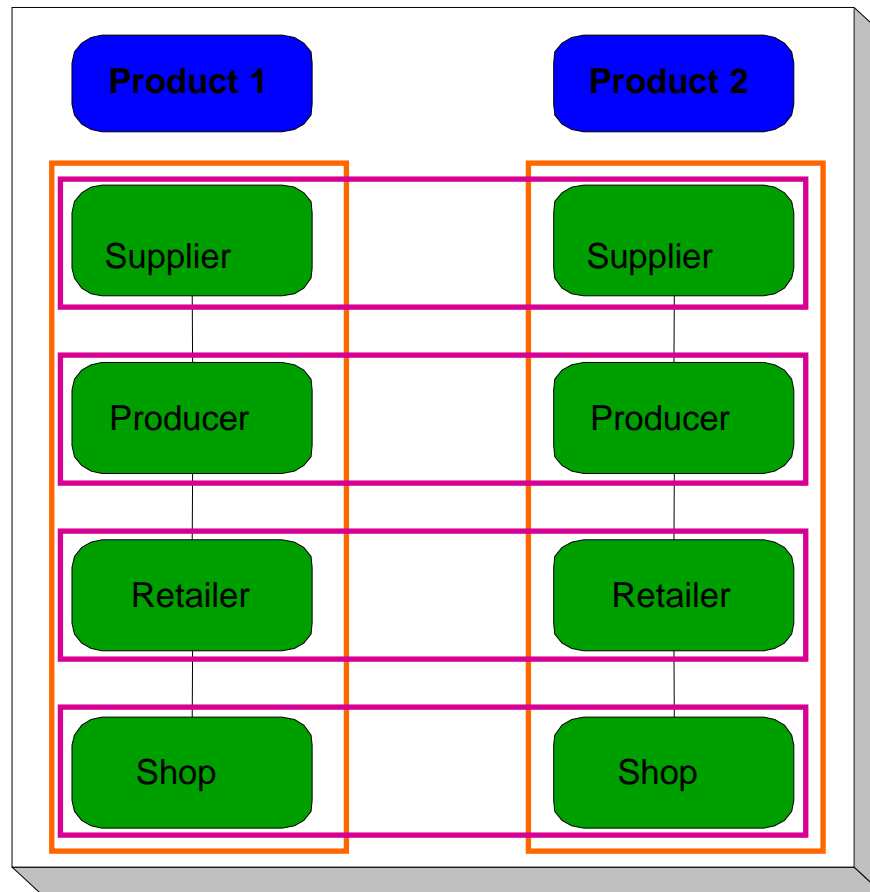 Product 1
Product 2
Supplier
Supplier
Producer
Producer
Retailer
Retailer
Shop
Shop